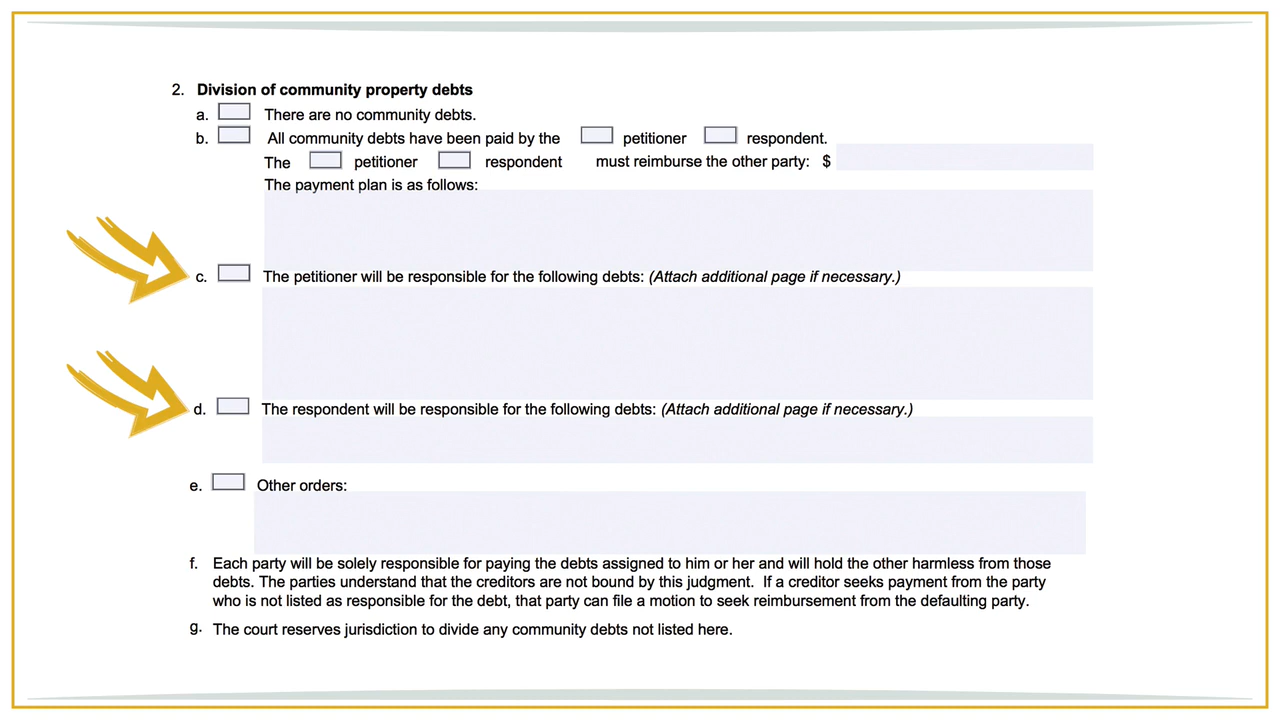 2. Division of community property debts
a. There are no community debts.
b. All community debts have been paid by the petitioner respondent.
The petitioner respondent must reimburse the other party: $
The payment plan is as follows:
c. The petitioner will be responsible for the following debts: (Attach additional page if necessary.)
d. The respondent will be responsible for the following debts: (Attach additional page if necessary.)
e. Other orders:
f. Each party will be solely responsible for paying the debts assigned to him or her and will hold the other harmless from those
debts. The parties understand that the creditors are not bound by this judgment. If a creditor seeks payment from the party
who is not listed as responsible for the debt, that party can file a motion to seek reimbursement from the defaulting party.
g. The court reserves jurisdiction to divide any community debts not listed here.